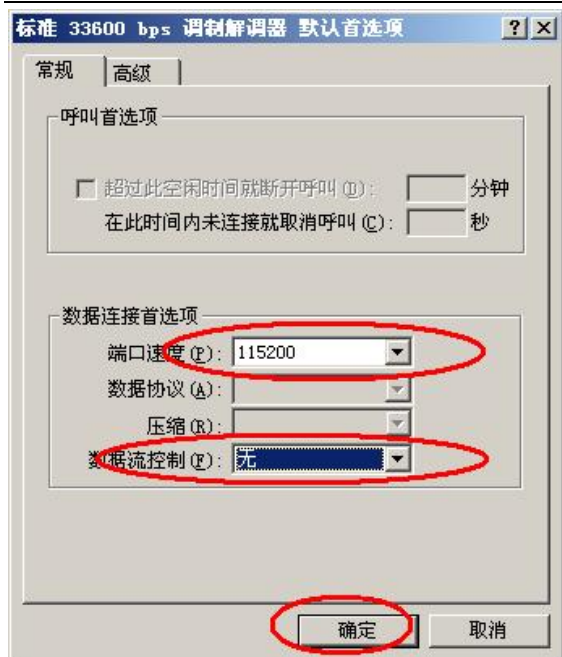 标准 33600 bps 调制解调器 默认首选项
常规 高级
呼叫首选项
超过此空闲时间就断开呼叫(D): 分钟
在此时间内未连接就取消呼叫(C): 秒
数据连接首选项
端口速度(P): 115200
数据协议(A):
压缩(R):
数据流控制(F): 无
确定 取消